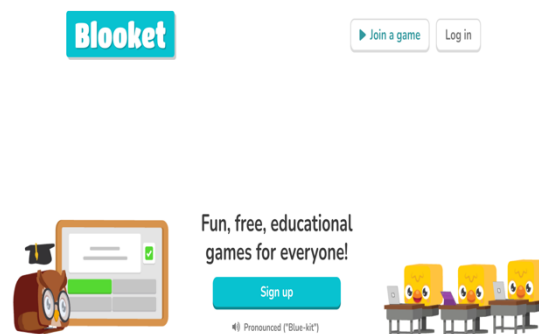 Blooket
Join a game
Log in
Fun, free, educational
games for everyone!
Sign up
Pronounced ("Blue-kit")